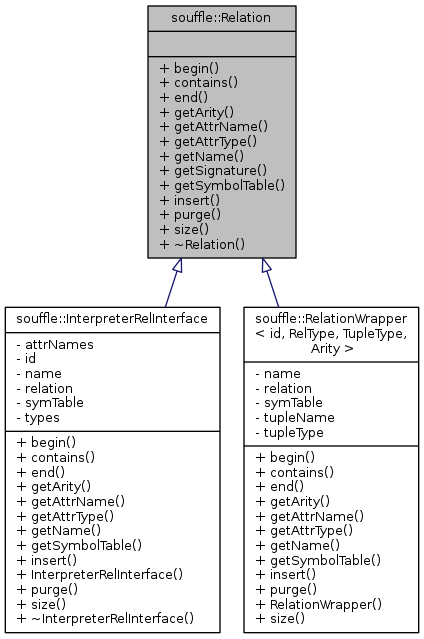 souffle::Relation
+ begin()
+ contains()
+ end()
+ getArity()
+ getAttrName()
+ getAttrType()
+ getName()
+ getSignature()
+ getSymbolTable()
+ insert()
+ purge()
+ size()
+ ~Relation()
souffle::InterpreterRelInterface
- attrNames
- id
- name
- relation
- symTable
- types
+ begin()
+ contains()
+ end()
+ getArity()
+ getAttrName()
+ getAttrType()
+ getName()
+ getSymbolTable()
+ insert()
+ InterpreterRelInterface()
+ purge()
+ size()
+ ~InterpreterRelInterface()
souffle::RelationWrapper
< id, RelType, TupleType,
Arity >
- name
- relation
- symTable
- tupleName
- tupleType
+ begin()
+ contains()
+ end()
+ getArity()
+ getAttrName()
+ getAttrType()
+ getName()
+ getSymbolTable()
+ insert()
+ purge()
+ RelationWrapper()
+ size()